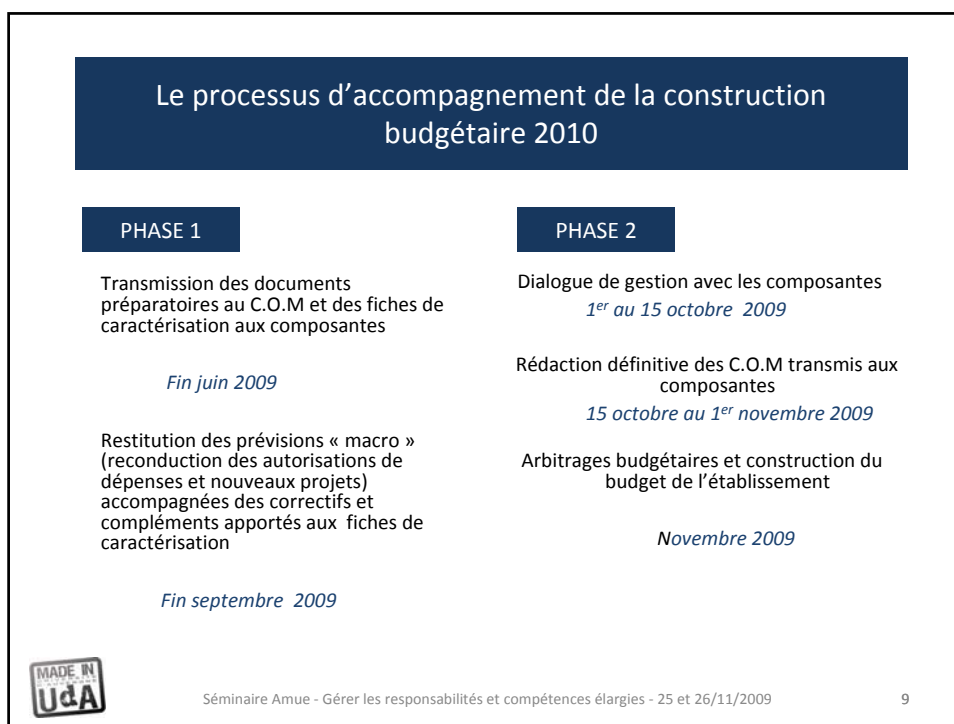 Le processus d’accompagnement de la construction
budgétaire 2010
PHASE 1
Transmission des documents
préparatoires au C.O.M et des fiches de
caractérisation aux composantes
Fin juin 2009
Restitution des prévisions « macro »
(reconduction des autorisations de
dépenses et nouveaux projets)
accompagnées des correctifs et
compléments apportés aux fiches de
caractérisation
Fin septembre 2009
PHASE 2
Dialogue de gestion avec les composantes
1er au 15 octobre 2009
Rédaction définitive des C.O.M transmis aux
composantes
15 octobre au 1er novembre 2009
Arbitrages budgétaires et construction du
budget de l’établissement
Novembre 2009
MADE IN
UdA
Séminaire Amue - Gérer les responsabilités et compétences élargies - 25 et 26/11/2009
9